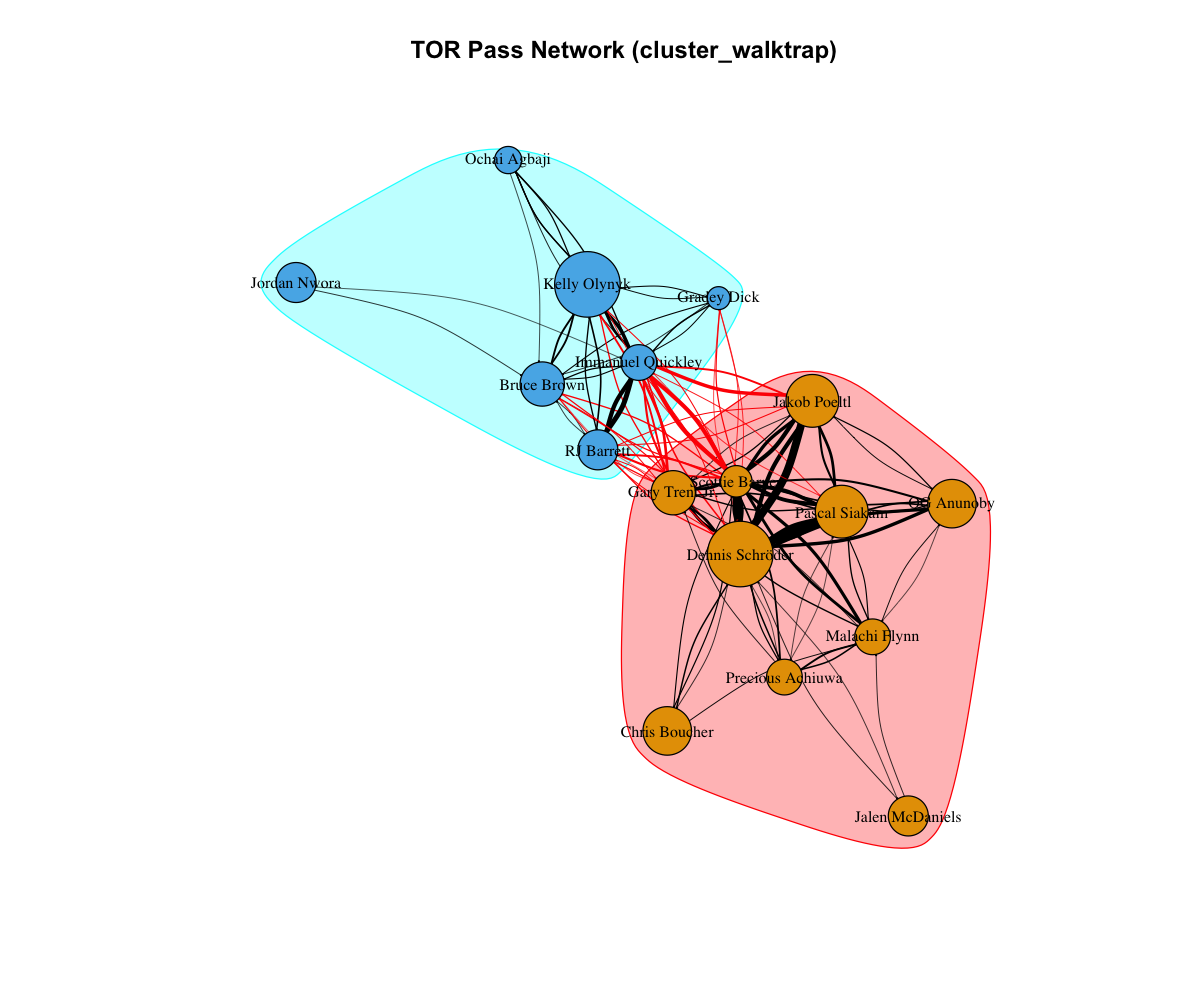 TOR Pass Network (cluster_walktrap)
Ochai Agbaji
Kelly Olynyk
Jordan Nwora
Gradey Dick
Immanuel Quickley
Bruce Brown
Jakob Poeltl
RJ Barrett
Scottie Barnes
Gary Trent Jr.
OG Anunoby
Pascal Siakam
Dennis Schröder
Malachi Flynn
Precious Achiuwa
Chris Boucher
Jalen McDaniels